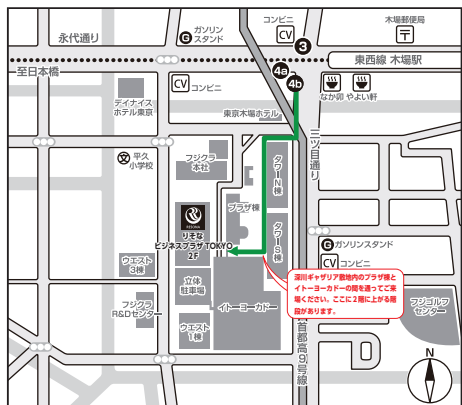 永代通り
G ガソリン
スタンド
コンビニ
CV
3
木場郵便局
〒
至日本橋
東西線 木場駅
4a
4b
CV コンビニ
なか卯 やよい軒
デイナイス
ホテル東京
東京木場ホテル
三ツ目通り
文 平久
小学校
フジクラ
本社
タワーN棟
プラザ棟
RESONA
りそな
ビジネスプラザ TOKYO
2F
タワーS棟
G ガソリンスタンド
CV コンビニ
ウエスト
3棟
立体
駐車場
イトーヨーカドー
深川ギャザリア敷地内のプラザ棟と
イトーヨーカドーの間を通ってご来
場ください。ここに2階に上がる階
段があります。
フジクラ
R&Dセンター
ウエスト
1棟
首都高9号線
フジゴルフ
センター
N